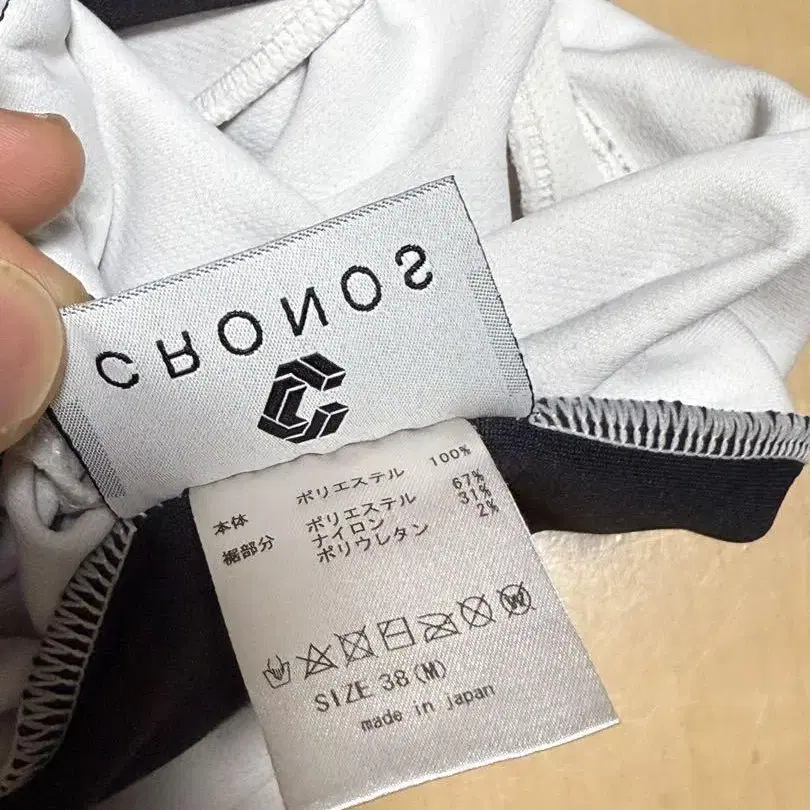 CRONOS
本体 ポリエステル 100%
裾部分 ポリエステル 67%
ナイロン 31%
ポリウレタン 2%
W
SIZE 38(M)
made in japan